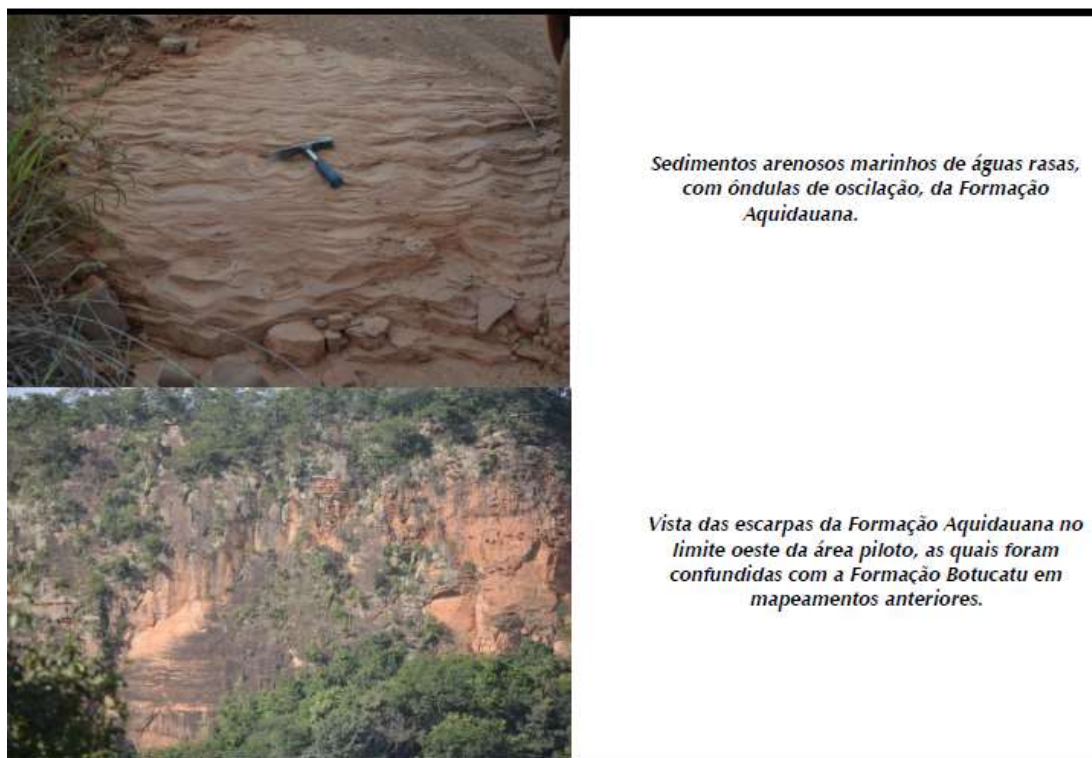 Sedimentos arenosos marinhos de águas rasas,
com ôndulas de oscilação, da Formação
Aquidauana.
Vista das escarpas da Formação Aquidauana no
limite oeste da área piloto, as quais foram
confundidas com a Formação Botucatu em
mapeamentos anteriores.